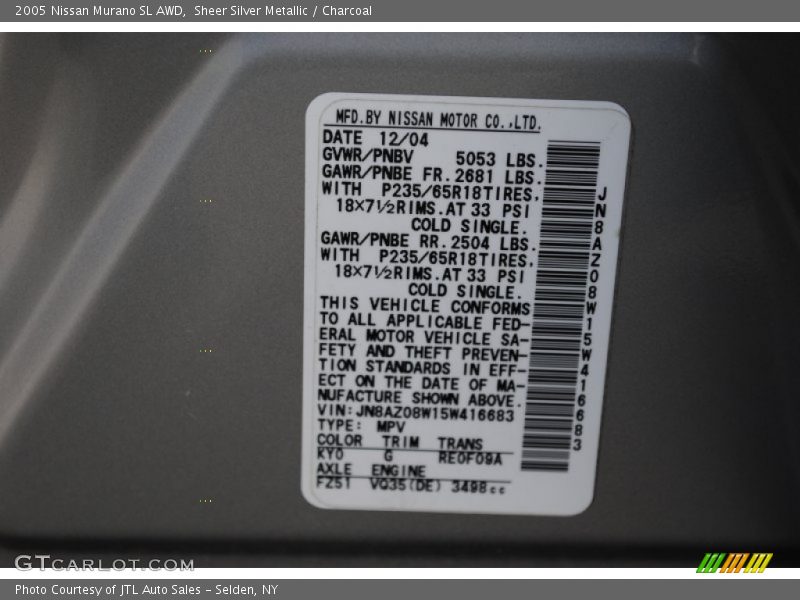 2005 Nissan Murano SL AWD,  Sheer Silver Metallic / Charcoal
MFD.BY NISSAN MOTOR CO.,LTD.
DATE 12/04
GVWR/PNBV 5053 LBS.
GAWR/PNBE FR. 2681 LBS.
WITH P235/65R18TIRES,
18×7½RIMS.AT 33 PSI
COLD SINGLE.
GAWR/PNBE RR. 2504 LBS.
WITH P235/65R18TIRES,
18×7½RIMS.AT 33 PSI
COLD SINGLE.
THIS VEHICLE CONFORMS
TO ALL APPLICABLE FED-
ERAL MOTOR VEHICLE SA-
FETY AND THEFT PREVEN-
TION STANDARDS IN EFF-
ECT ON THE DATE OF MA-
NUFACTURE SHOWN ABOVE.
VIN:JN8AZ08W15W416683
TYPE: MPV
COLOR TRIM TRANS
KY0 G RE0F09A
AXLE ENGINE
FZ51 VQ35(DE) 3498cc
JN8AZ08W15W416683
GTCARLOT.COM
Photo Courtesy of JTL Auto Sales - Selden, NY